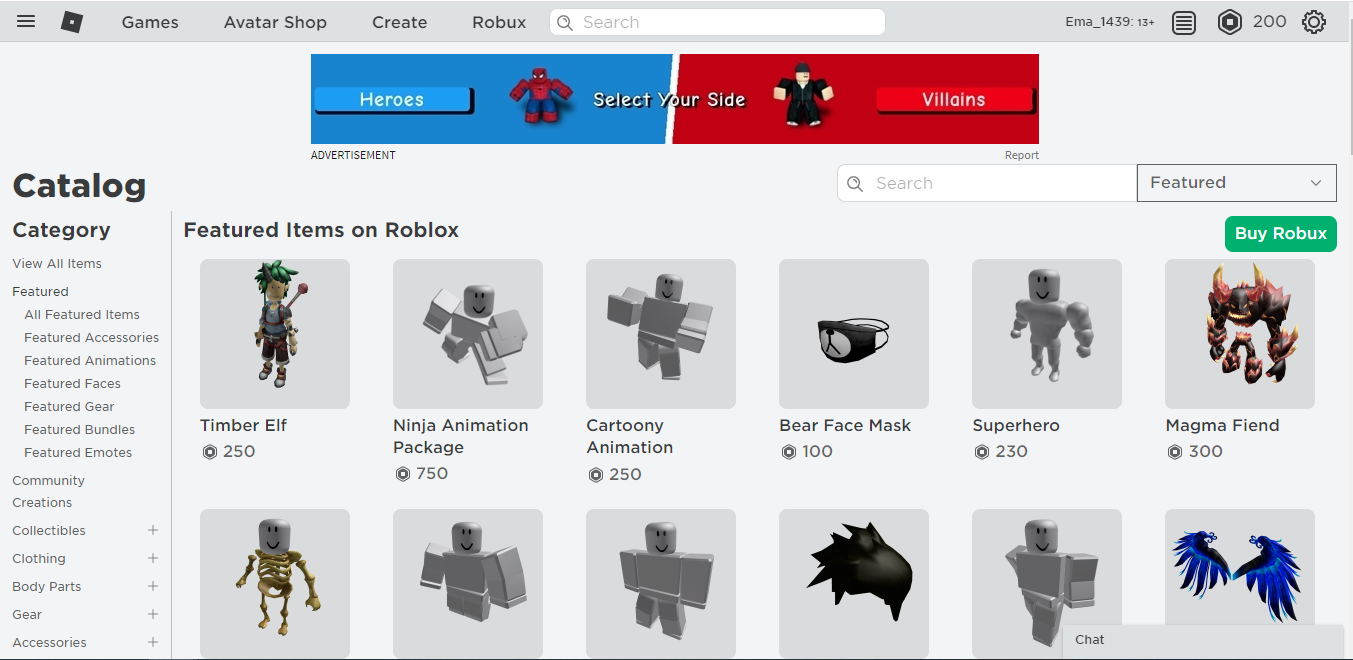 Games Avatar Shop Create Robux Search Ema_1439: 13+ 200
Heroes Select Your Side Villains
ADVERTISEMENT Report
Catalog Search Featured
Category Featured Items on Roblox Buy Robux
View All Items
Featured
All Featured Items
Featured Accessories
Featured Animations
Featured Faces
Featured Gear
Featured Bundles
Featured Emotes
Community
Creations
Collectibles +
Clothing +
Body Parts +
Gear +
Accessories +
Timber Elf
250
Ninja Animation
Package
750
Cartoony
Animation
250
Bear Face Mask
100
Superhero
230
Magma Fiend
300
Chat